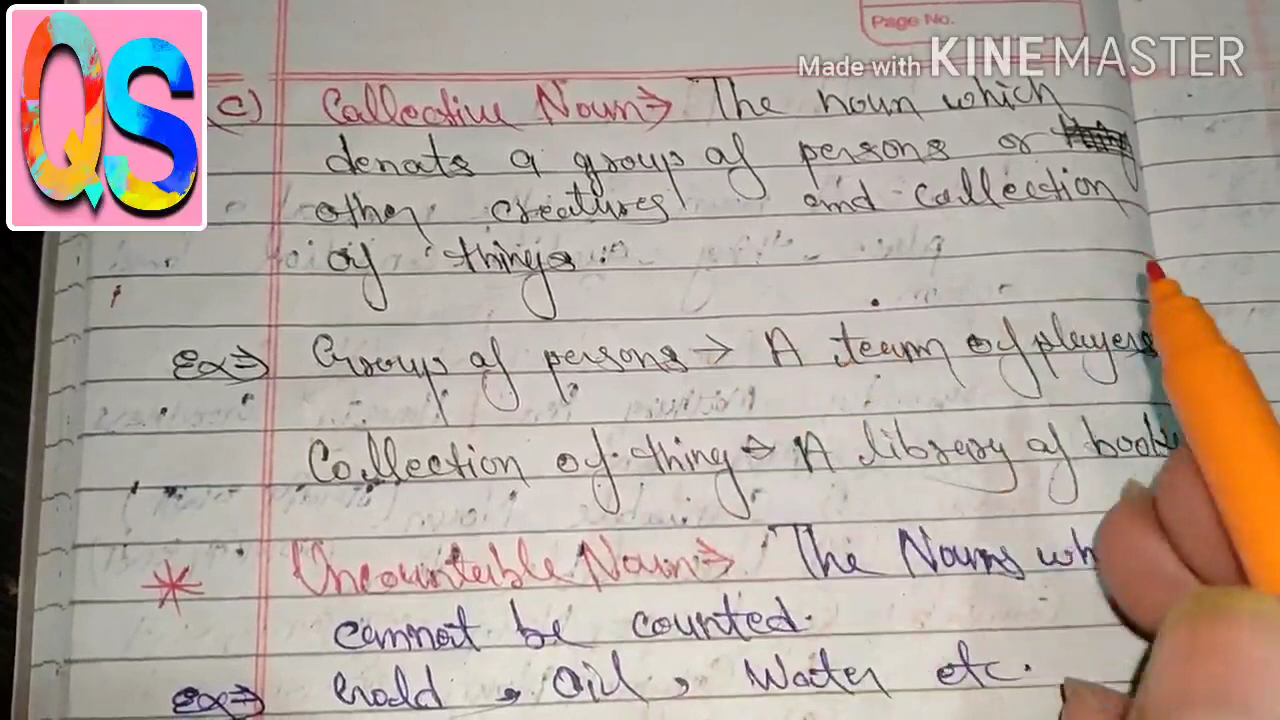 QS
Page No.
Made with KINEMASTER
(C) Collective Noun⇒ The noun which
denots a group of persons or
other creatures and collection
of things.
Ex⇒ Group of persons → A team of players
Collection of thing → A library of books
* Uncountable Noun⇒ The Nouns wh
cannot be counted.
Ex⇒ Gold, Oil, Water etc.